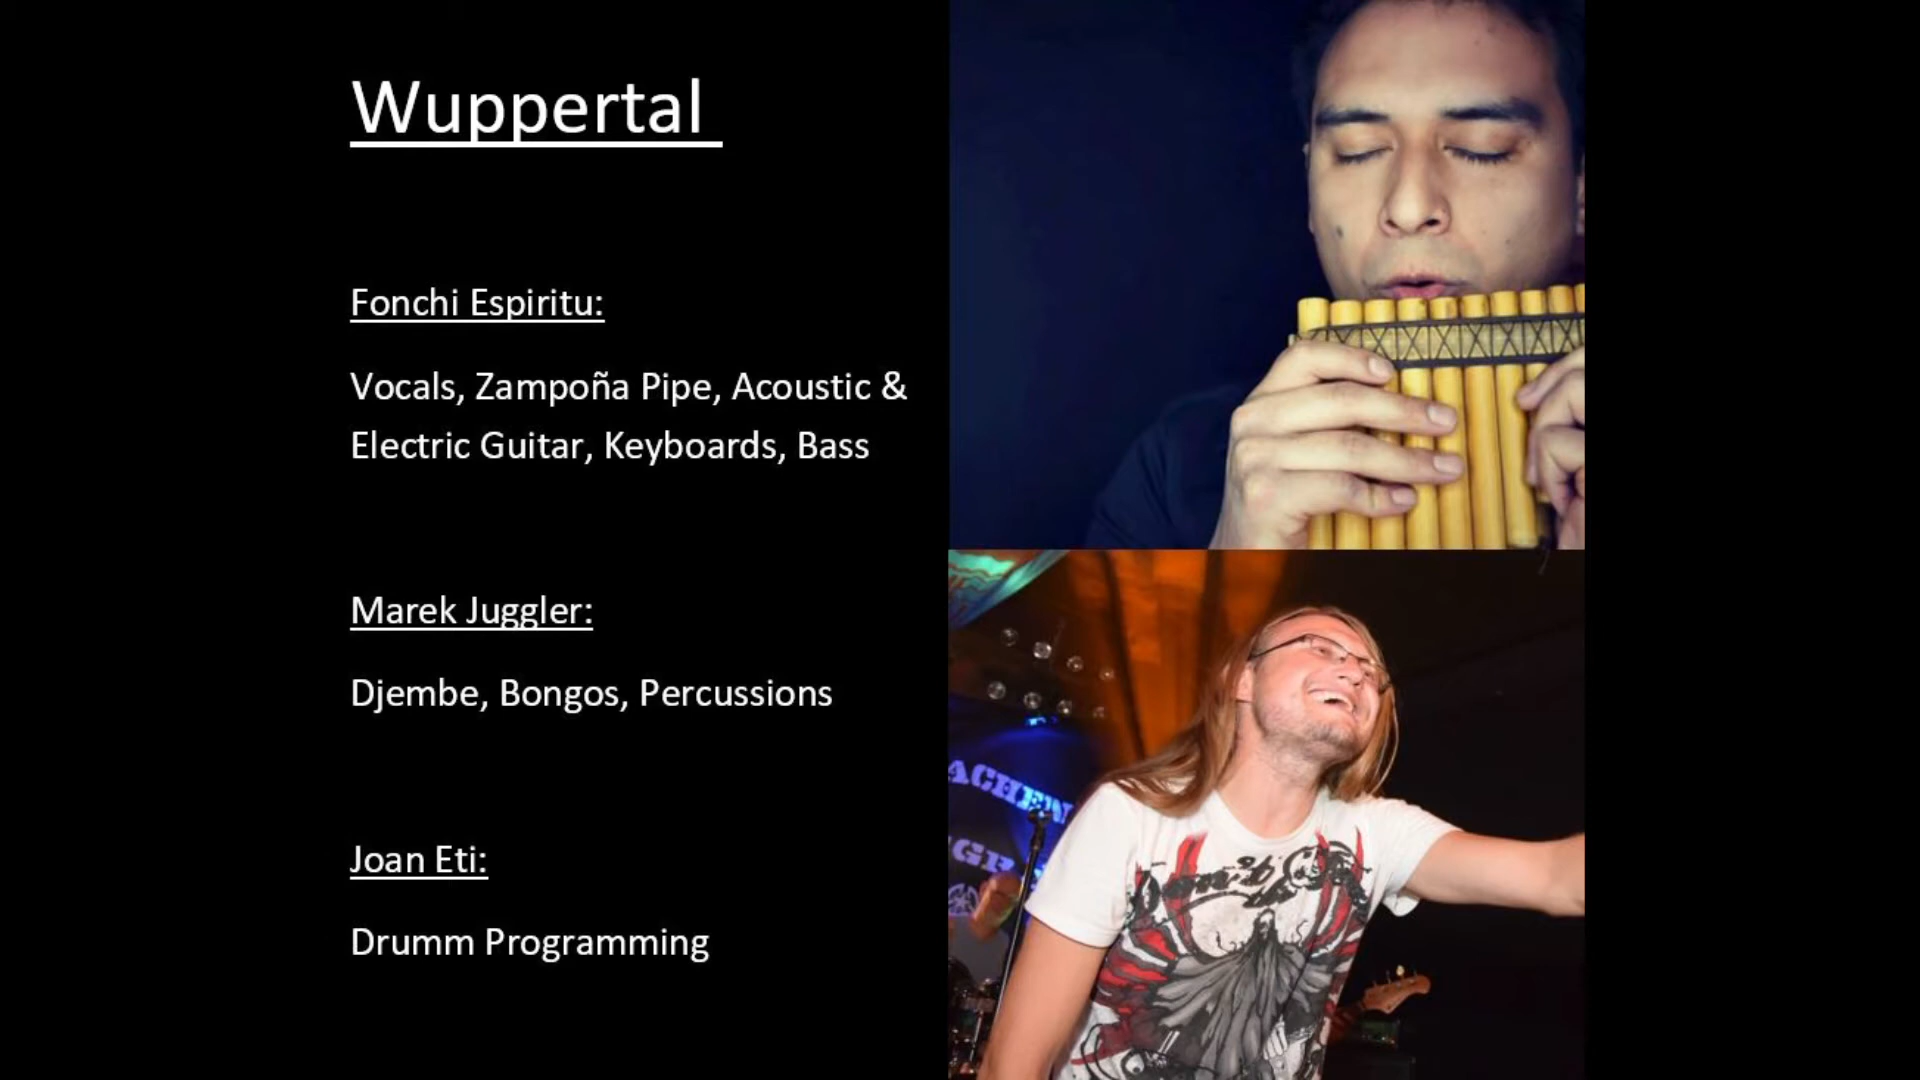 Wuppertal
Fonchi Espiritu:
Vocals, Zampoña Pipe, Acoustic &
Electric Guitar, Keyboards, Bass
Marek Juggler:
Djembe, Bongos, Percussions
Joan Eti:
Drumm Programming
ACHEN